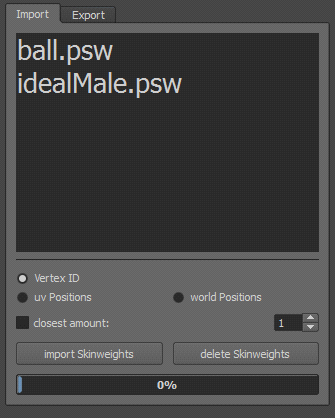 Import Export
ball.psw
idealMale.psw
Vertex ID
uv Positions world Positions
closest amount: 1
import Skinweights delete Skinweights
0%